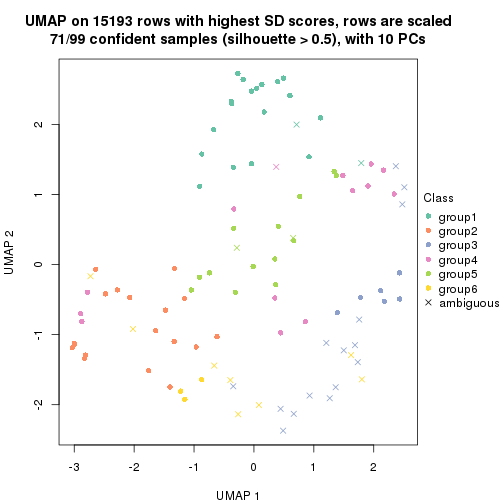 UMAP on 15193 rows with highest SD scores, rows are scaled
71/99 confident samples (silhouette > 0.5), with 10 PCs
2
1
0
-1
-2
UMAP 2
-3
-2
-1
0
1
2
UMAP 1
Class
group1
group2
group3
group4
group5
group6
ambiguous